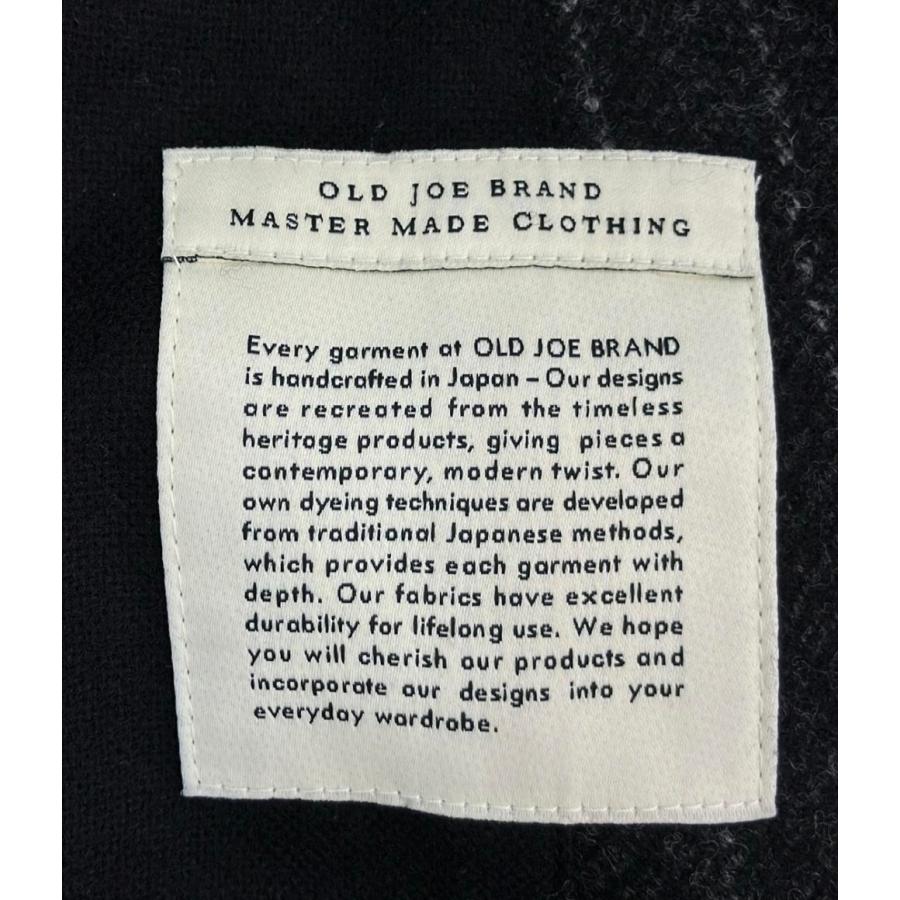 OLD JOE BRAND
MASTER MADE CLOTHING
Every garment at OLD JOE BRAND
is handcrafted in Japan – Our designs
are recreated from the timeless
heritage products, giving pieces a
contemporary, modern twist. Our
own dyeing techniques are developed
from traditional Japanese methods,
which provides each garment with
depth. Our fabrics have excellent
durability for lifelong use. We hope
you will cherish our products and
incorporate our designs into your
everyday wardrobe.